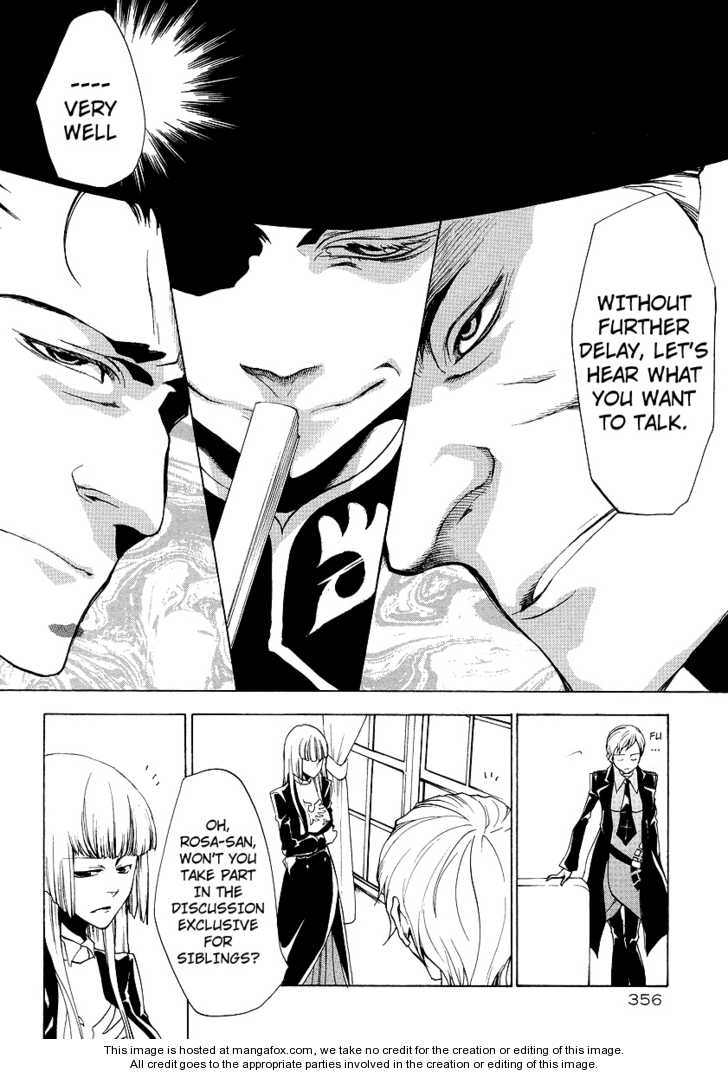 ----
VERY
WELL
WITHOUT
FURTHER
DELAY, LET'S
HEAR WHAT
YOU WANT
TO TALK.
FU
...
OH,
ROSA-SAN,
WON'T YOU
TAKE PART
IN THE
DISCUSSION
EXCLUSIVE
FOR
SIBLINGS?
356
This image is hosted at mangafox.com, we take no credit for the creation or editing of this image.
All credit goes to the appropriate parties involved in the creation or editing of this image.